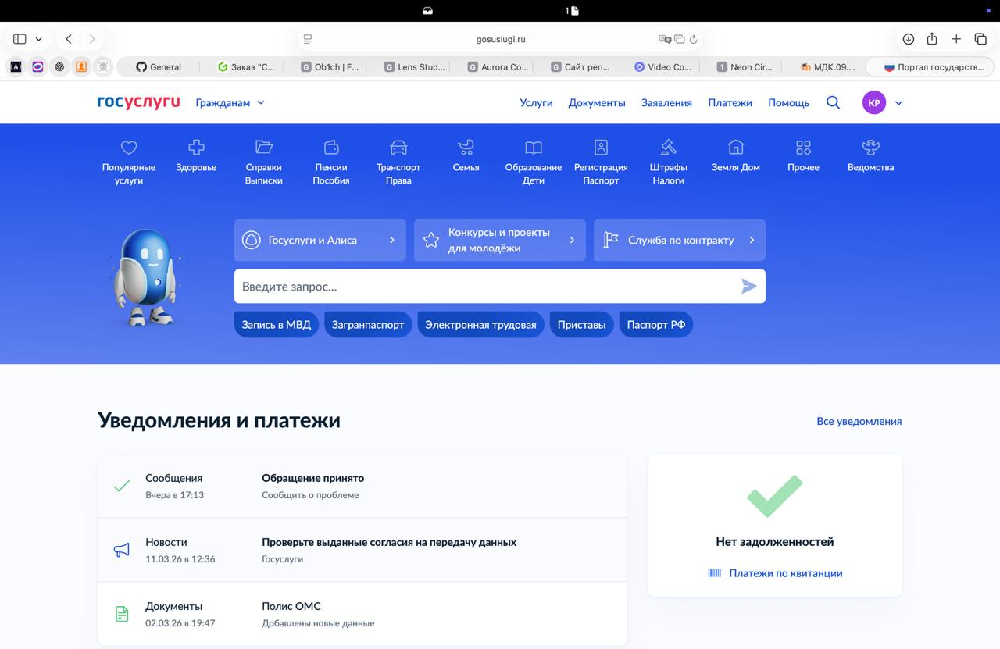 1
gosuslugi.ru
General
Заказ "С...
Ob1ch | F...
Lens Stud...
Aurora Co...
Сайт реп...
Video Co...
1
Neon Cir...
МДК.09....
Портал государств...
госуслуги
Гражданам
Услуги
Документы
Заявления
Платежи
Помощь
КР
Популярные
услуги
Здоровье
Справки
Выписки
Пенсии
Пособия
Транспорт
Права
Семья
Образование
Дети
Регистрация
Паспорт
Штрафы
Налоги
Земля Дом
Прочее
Ведомства
Госуслуги и Алиса
Конкурсы и проекты
для молодёжи
Служба по контракту
Введите запрос...
Запись в МВД
Загранпаспорт
Электронная трудовая
Приставы
Паспорт РФ
Уведомления и платежи
Все уведомления
Сообщения
Вчера в 17:13
Обращение принято
Сообщить о проблеме
Новости
11.03.26 в 12:36
Проверьте выданные согласия на передачу данных
Госуслуги
Документы
02.03.26 в 19:47
Полис ОМС
Добавлены новые данные
Нет задолженностей
Платежи по квитанции